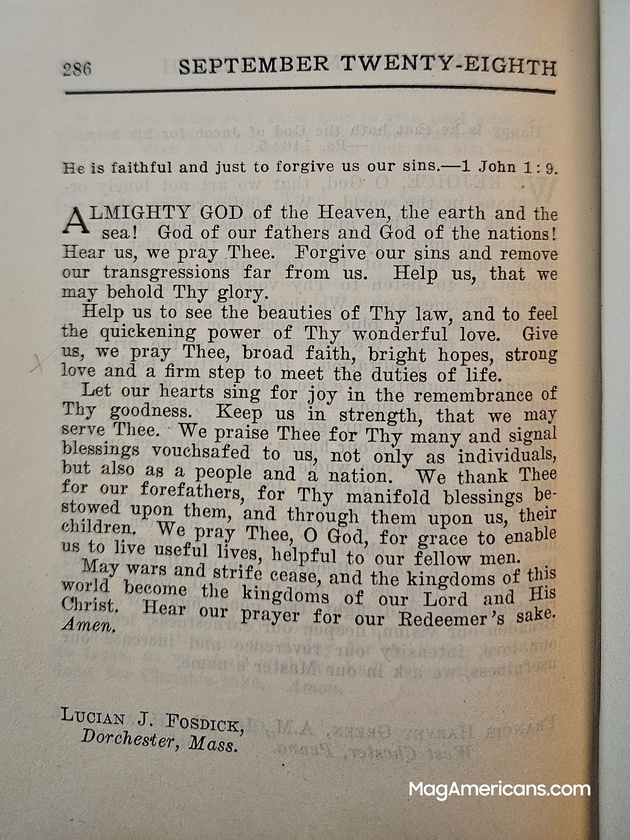 286 SEPTEMBER TWENTY-EIGHTH
He is faithful and just to forgive us our sins.—1 John 1:9.
ALMIGHTY GOD of the Heaven, the earth and the
sea! God of our fathers and God of the nations!
Hear us, we pray Thee. Forgive our sins and remove
our transgressions far from us. Help us, that we
may behold Thy glory.
Help us to see the beauties of Thy law, and to feel
the quickening power of Thy wonderful love. Give
us, we pray Thee, broad faith, bright hopes, strong
love and a firm step to meet the duties of life.
Let our hearts sing for joy in the remembrance of
Thy goodness. Keep us in strength, that we may
serve Thee. We praise Thee for Thy many and signal
blessings vouchsafed to us, not only as individuals,
but also as a people and a nation. We thank Thee
for our forefathers, for Thy manifold blessings be-
stowed upon them, and through them upon us, their
children. We pray Thee, O God, for grace to enable
us to live useful lives, helpful to our fellow men.
May wars and strife cease, and the kingdoms of this
world become the kingdoms of our Lord and His
Christ. Hear our prayer for our Redeemer's sake.
Amen.
LUCIAN J. FOSDICK,
Dorchester, Mass.
MagAmericans.com